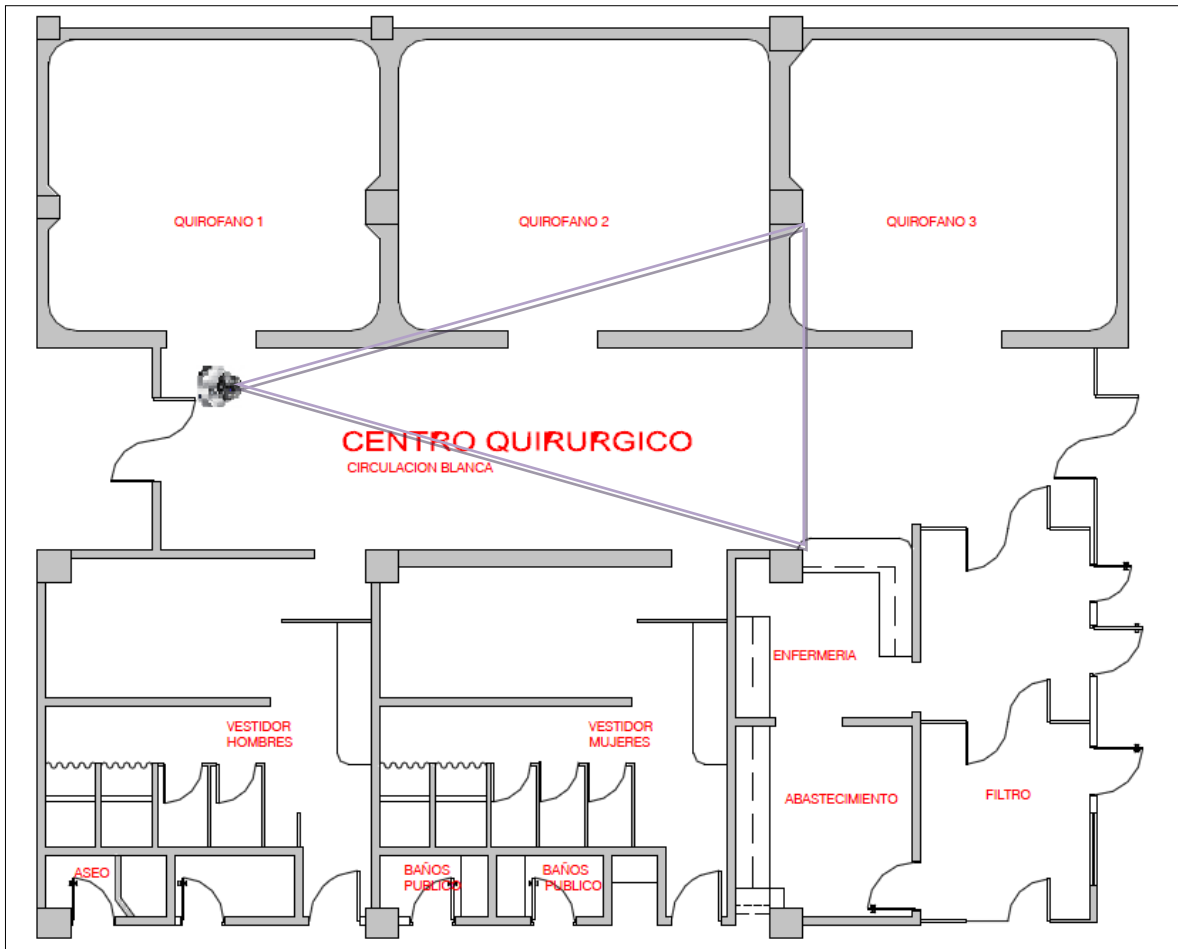 QUIROFANO 1
QUIROFANO 2
QUIROFANO 3
CENTRO QUIRURGICO
CIRCULACION BLANCA
ENFERMERIA
VESTIDOR
HOMBRES
VESTIDOR
MUJERES
ABASTECIMIENTO
FILTRO
ASEO
BAÑOS
PUBLICO
BAÑOS
PUBLICO